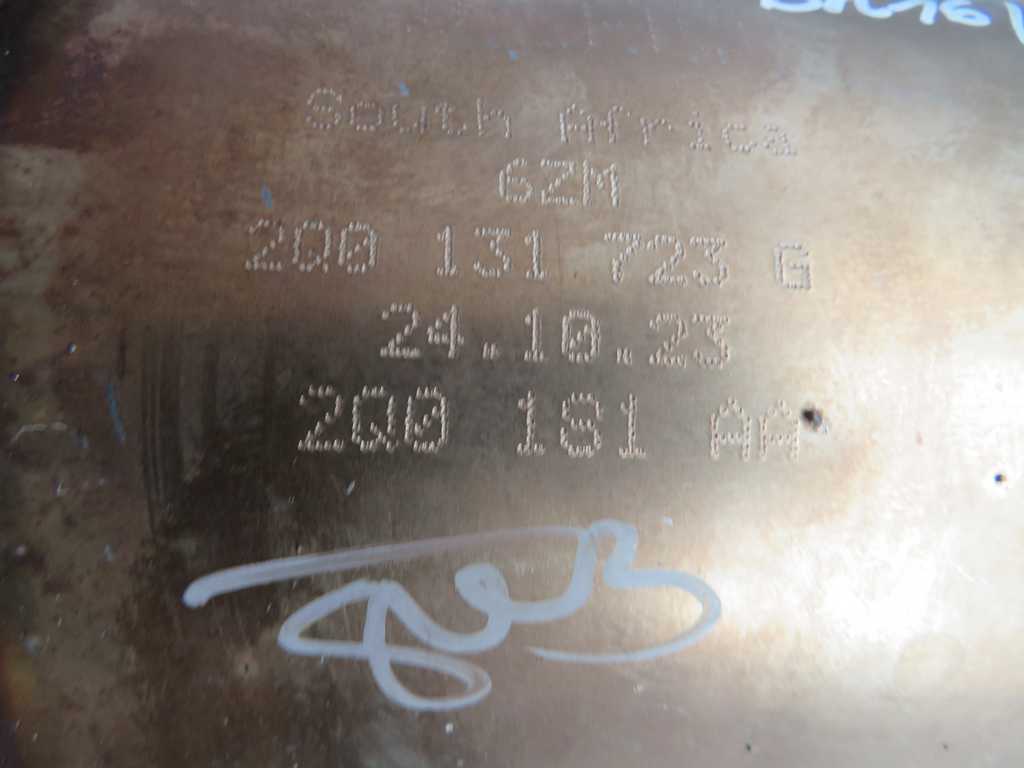 South Africa
6ZM
2Q0 131 723 G
24.10.23
2Q0 181 AA